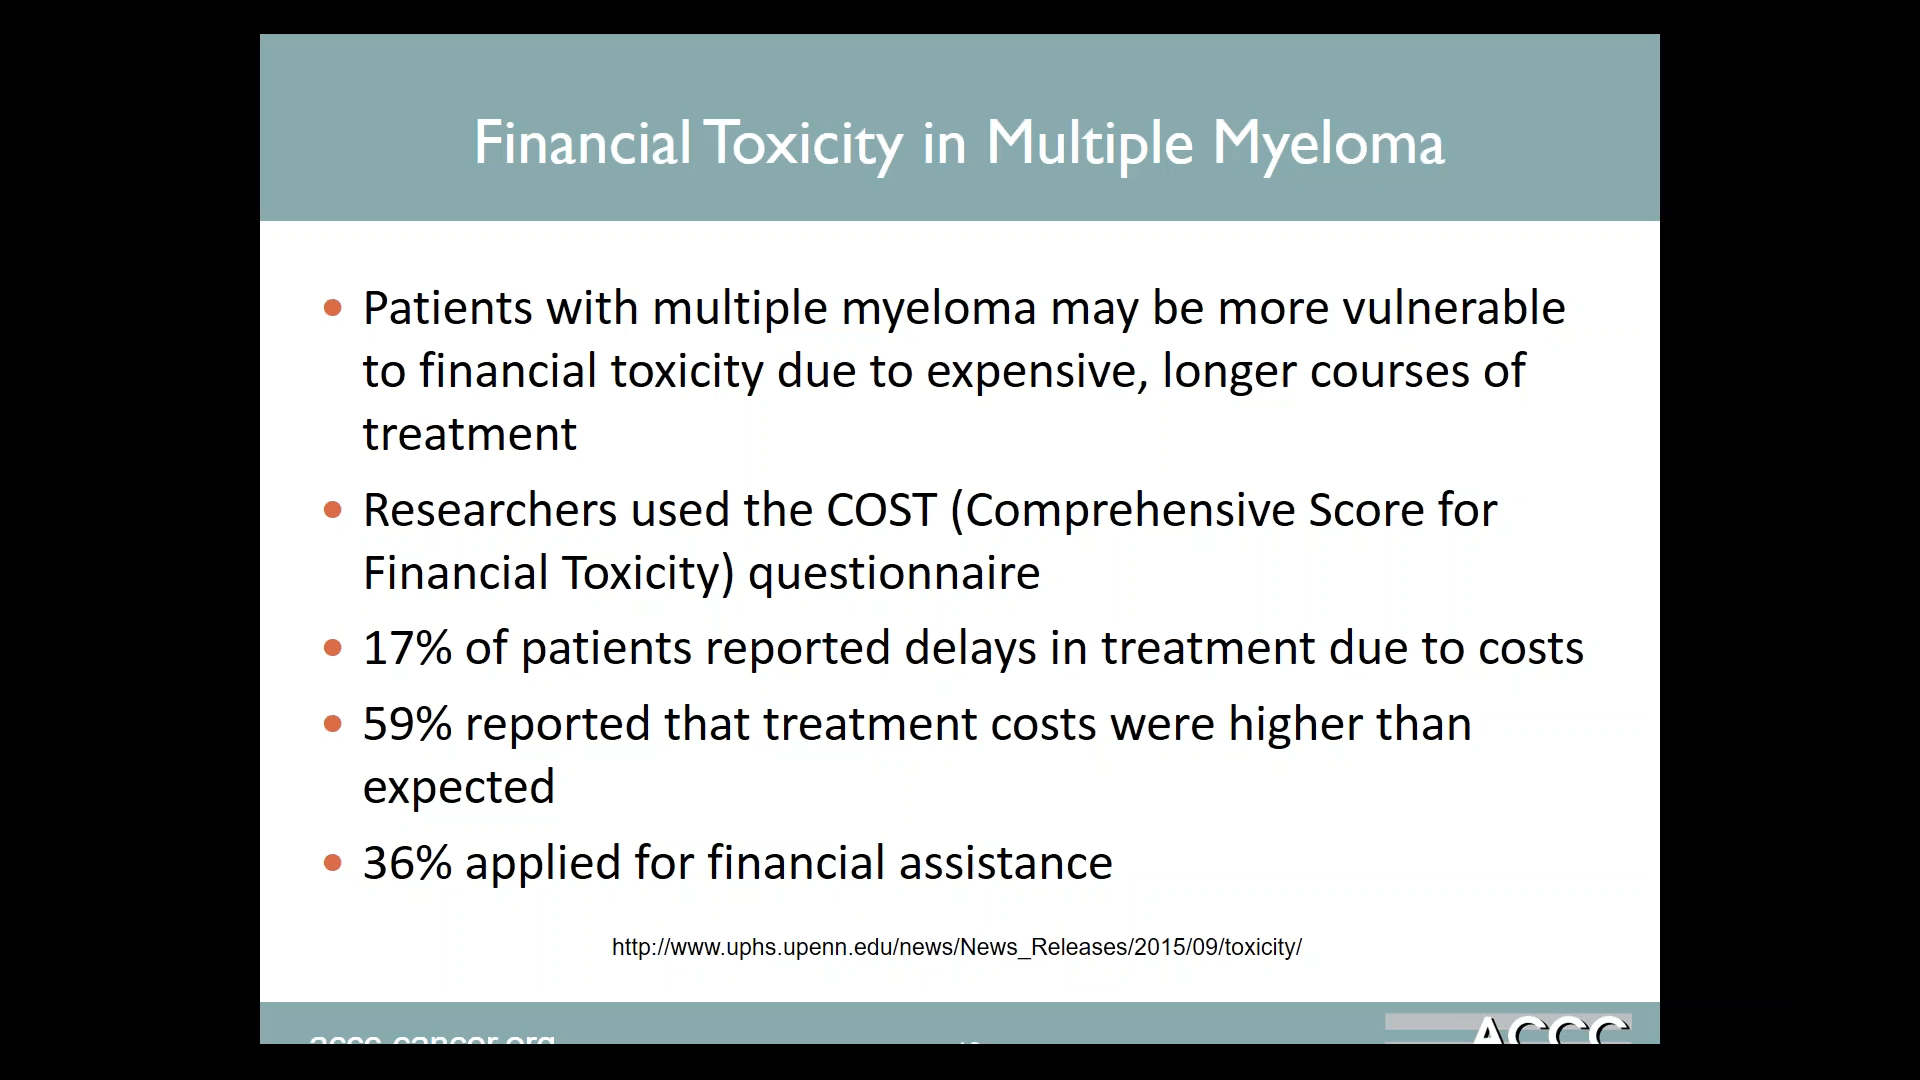 Financial Toxicity in Multiple Myeloma
• Patients with multiple myeloma may be more vulnerable
to financial toxicity due to expensive, longer courses of
treatment
• Researchers used the COST (Comprehensive Score for
Financial Toxicity) questionnaire
• 17% of patients reported delays in treatment due to costs
• 59% reported that treatment costs were higher than
expected
• 36% applied for financial assistance
http://www.uphs.upenn.edu/news/News_Releases/2015/09/toxicity/
accc-cancer.org
ACCC